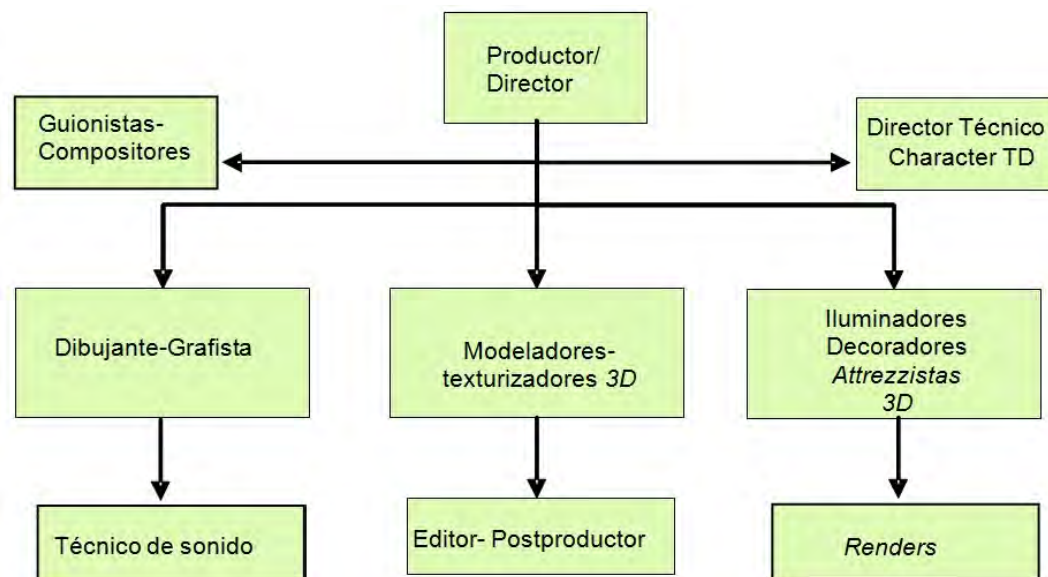 Productor/
Director
Guionistas-
Compositores
Director Técnico
Character TD
Dibujante-Grafista
Modeladores-
texturizadores 3D
Iluminadores
Decoradores
Attrezzistas
3D
Técnico de sonido
Editor- Postproductor
Renders